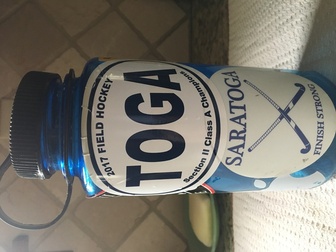 2017 FIELD HOCKEY
TOGA
Section II Class A Champions
SARATOGA
FINISH STRONG